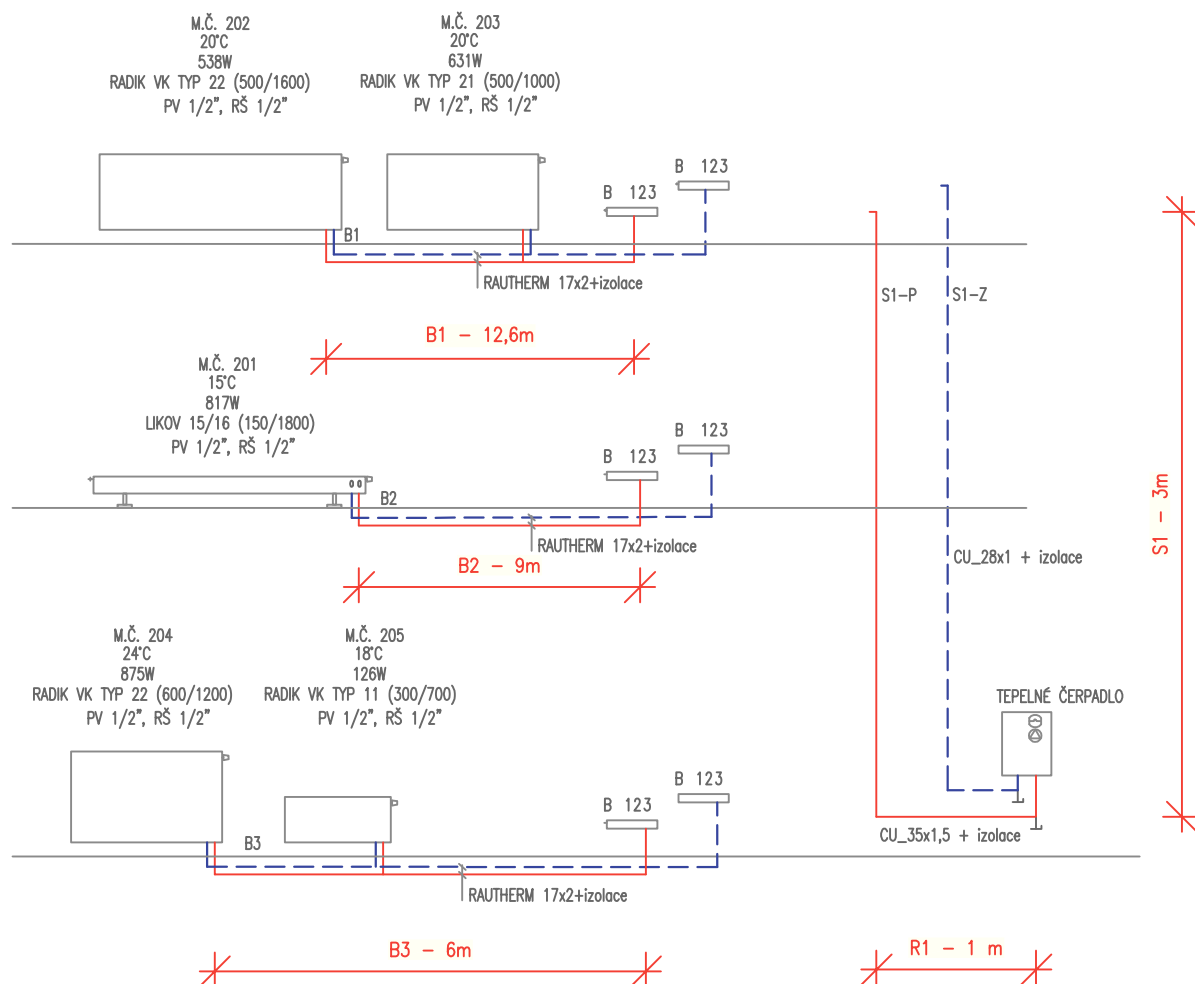 M.Č. 202
20°C
538W
RADIK VK TYP 22 (500/1600)
PV 1/2", RŠ 1/2"
M.Č. 203
20°C
631W
RADIK VK TYP 21 (500/1000)
PV 1/2", RŠ 1/2"
B 123
B 123
B1
RAUTHERM 17x2+izolace
S1-P
S1-Z
B1 - 12,6m
M.Č. 201
15°C
817W
LIKOV 15/16 (150/1800)
PV 1/2", RŠ 1/2"
B 123
B 123
B2
RAUTHERM 17x2+izolace
B2 - 9m
CU_28x1 + izolace
S1 - 3m
M.Č. 204
24°C
875W
RADIK VK TYP 22 (600/1200)
PV 1/2", RŠ 1/2"
M.Č. 205
18°C
126W
RADIK VK TYP 11 (300/700)
PV 1/2", RŠ 1/2"
TEPELNÉ ČERPADLO
B 123
B 123
B3
CU_35x1,5 + izolace
RAUTHERM 17x2+izolace
B3 - 6m
R1 - 1 m